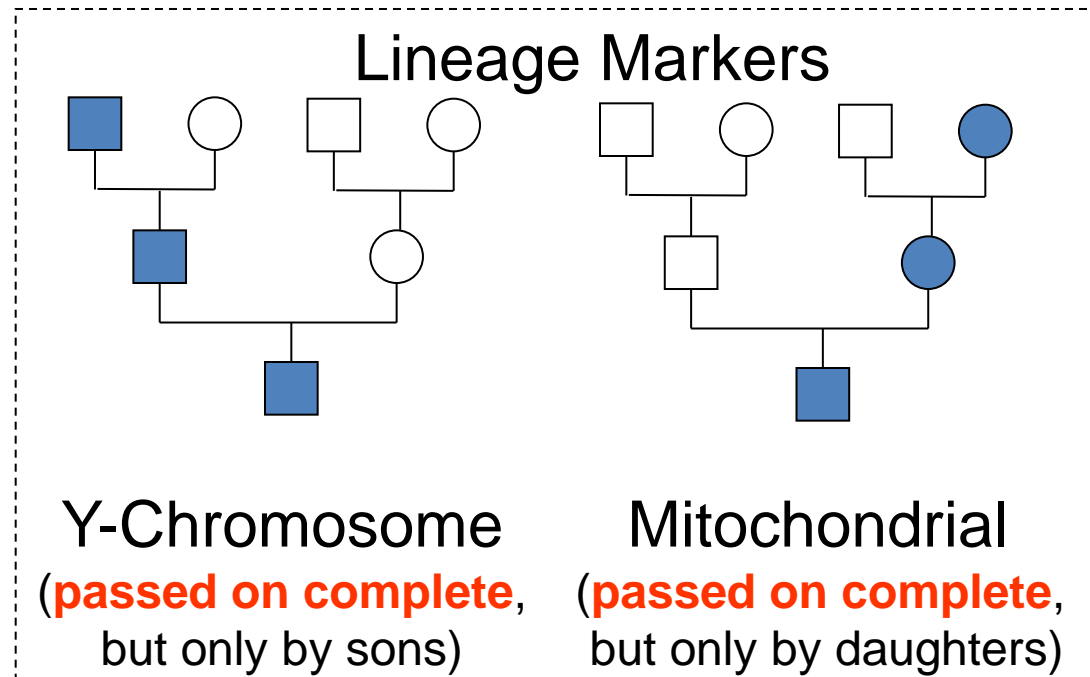 Lineage Markers
Y-Chromosome
(passed on complete,
but only by sons)
Mitochondrial
(passed on complete,
but only by daughters)